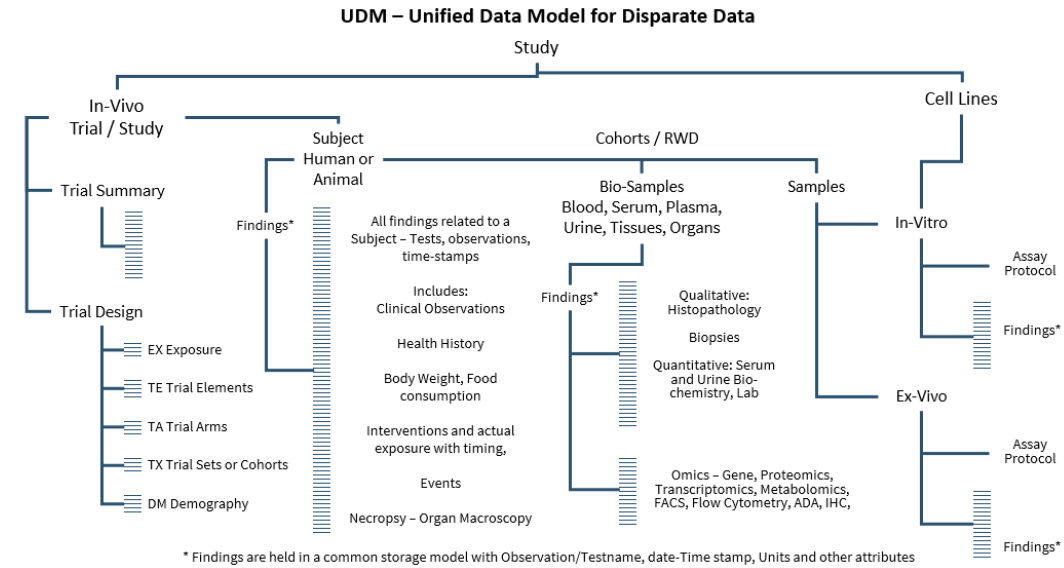 UDM – Unified Data Model for Disparate Data
Study
In-Vivo
Trial / Study
Cell Lines
Subject
Human or
Animal
Cohorts / RWD
Trial Summary
Bio-Samples
Blood, Serum, Plasma,
Urine, Tissues, Organs
Samples
In-Vitro
Findings*
All findings related to a
Subject – Tests, observations,
time-stamps
Includes:
Clinical Observations
Health History
Body Weight, Food
consumption
Interventions and actual
exposure with timing,
Events
Necropsy – Organ Macroscopy
Findings*
Qualitative:
Histopathology
Biopsies
Quantitative: Serum
and Urine Bio-
chemistry, Lab
Omics – Gene, Proteomics,
Transcriptomics, Metabolomics,
FACS, Flow Cytometry, ADA, IHC,
Assay
Protocol
Findings*
Ex-Vivo
Assay
Protocol
Findings*
Trial Design
EX Exposure
TE Trial Elements
TA Trial Arms
TX Trial Sets or Cohorts
DM Demography
* Findings are held in a common storage model with Observation/Testname, date-Time stamp, Units and other attributes